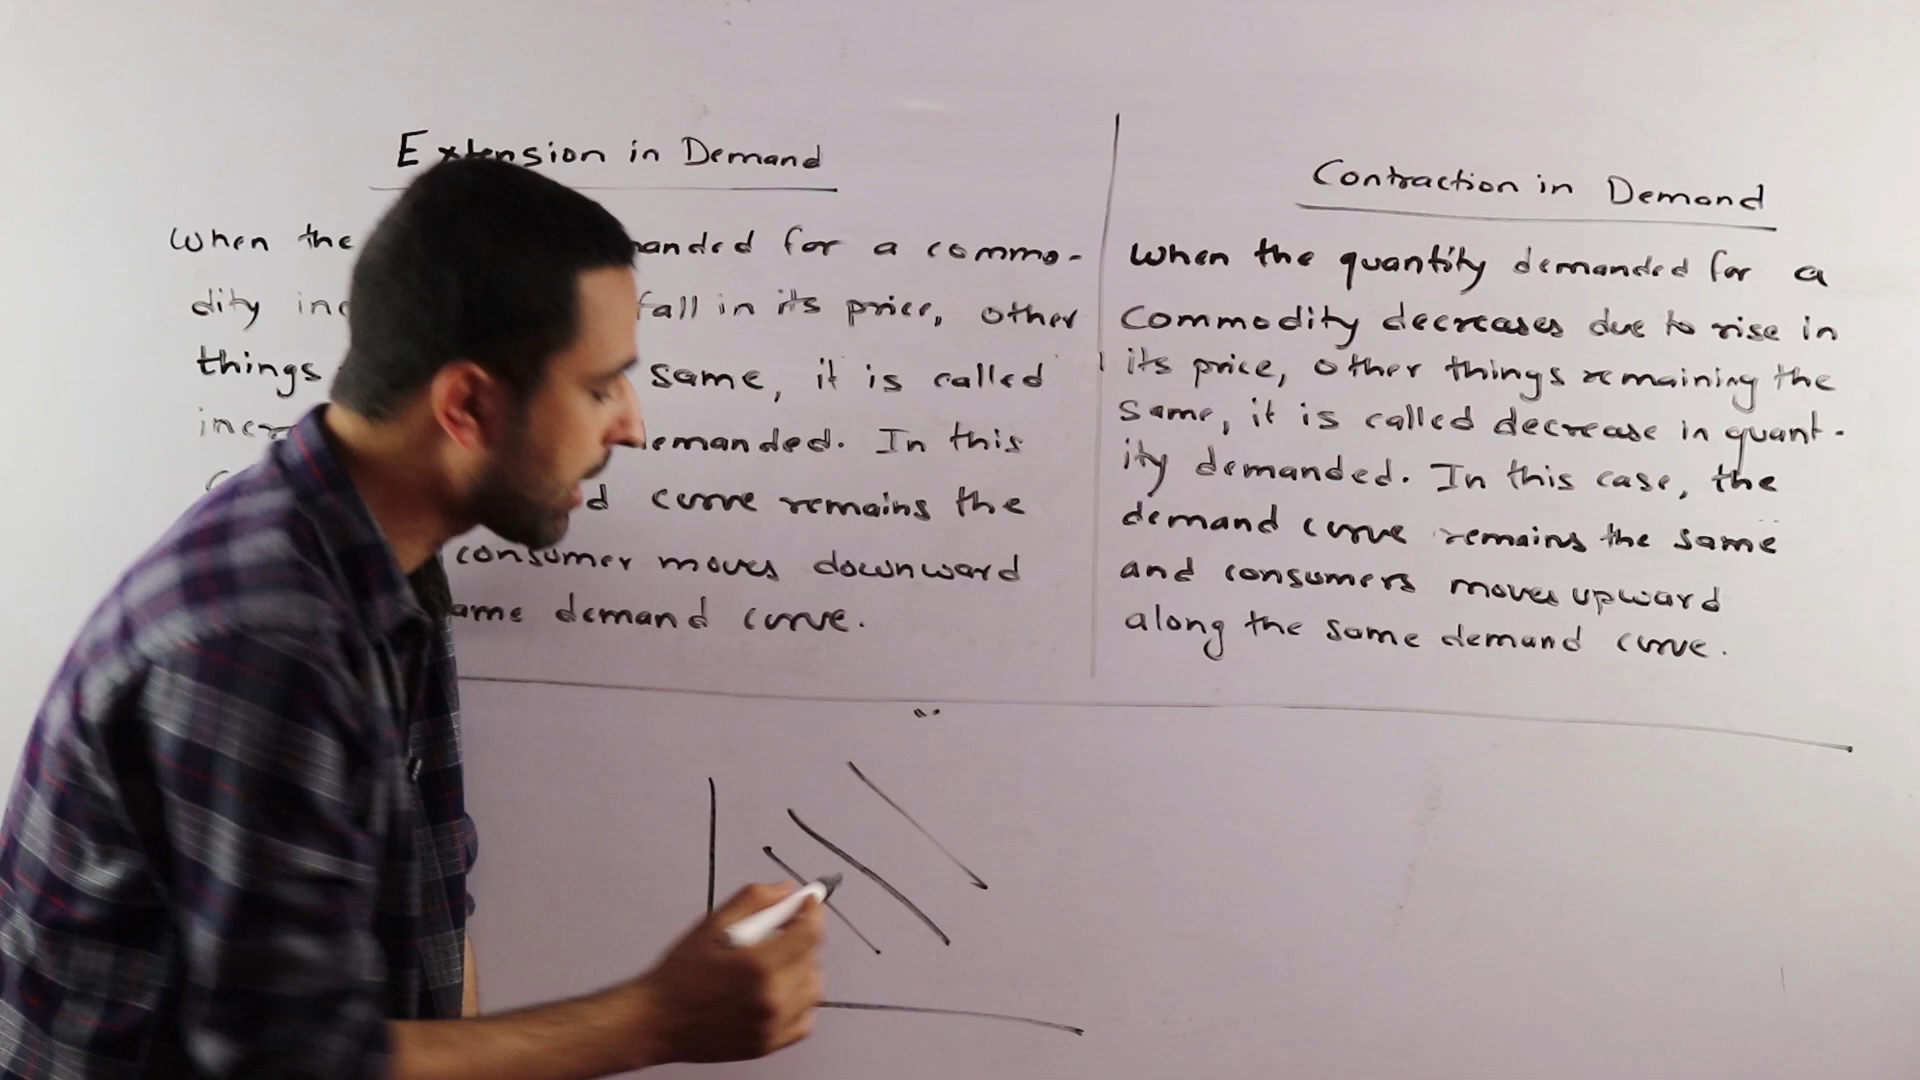 Extension in Demand
When the manded for a commo-
dity inc fall in its price, other
things same, it is called
incr demanded. In this
d curve remains the
consumer moves downward
ame demand curve.
Contraction in Demand
When the quantity demanded for a
Commodity decreases due to rise in
its price, other things remaining the
same, it is called decrease in quant-
ity demanded. In this case, the
demand curve remains the same
and consumers moves upward
along the same demand curve.